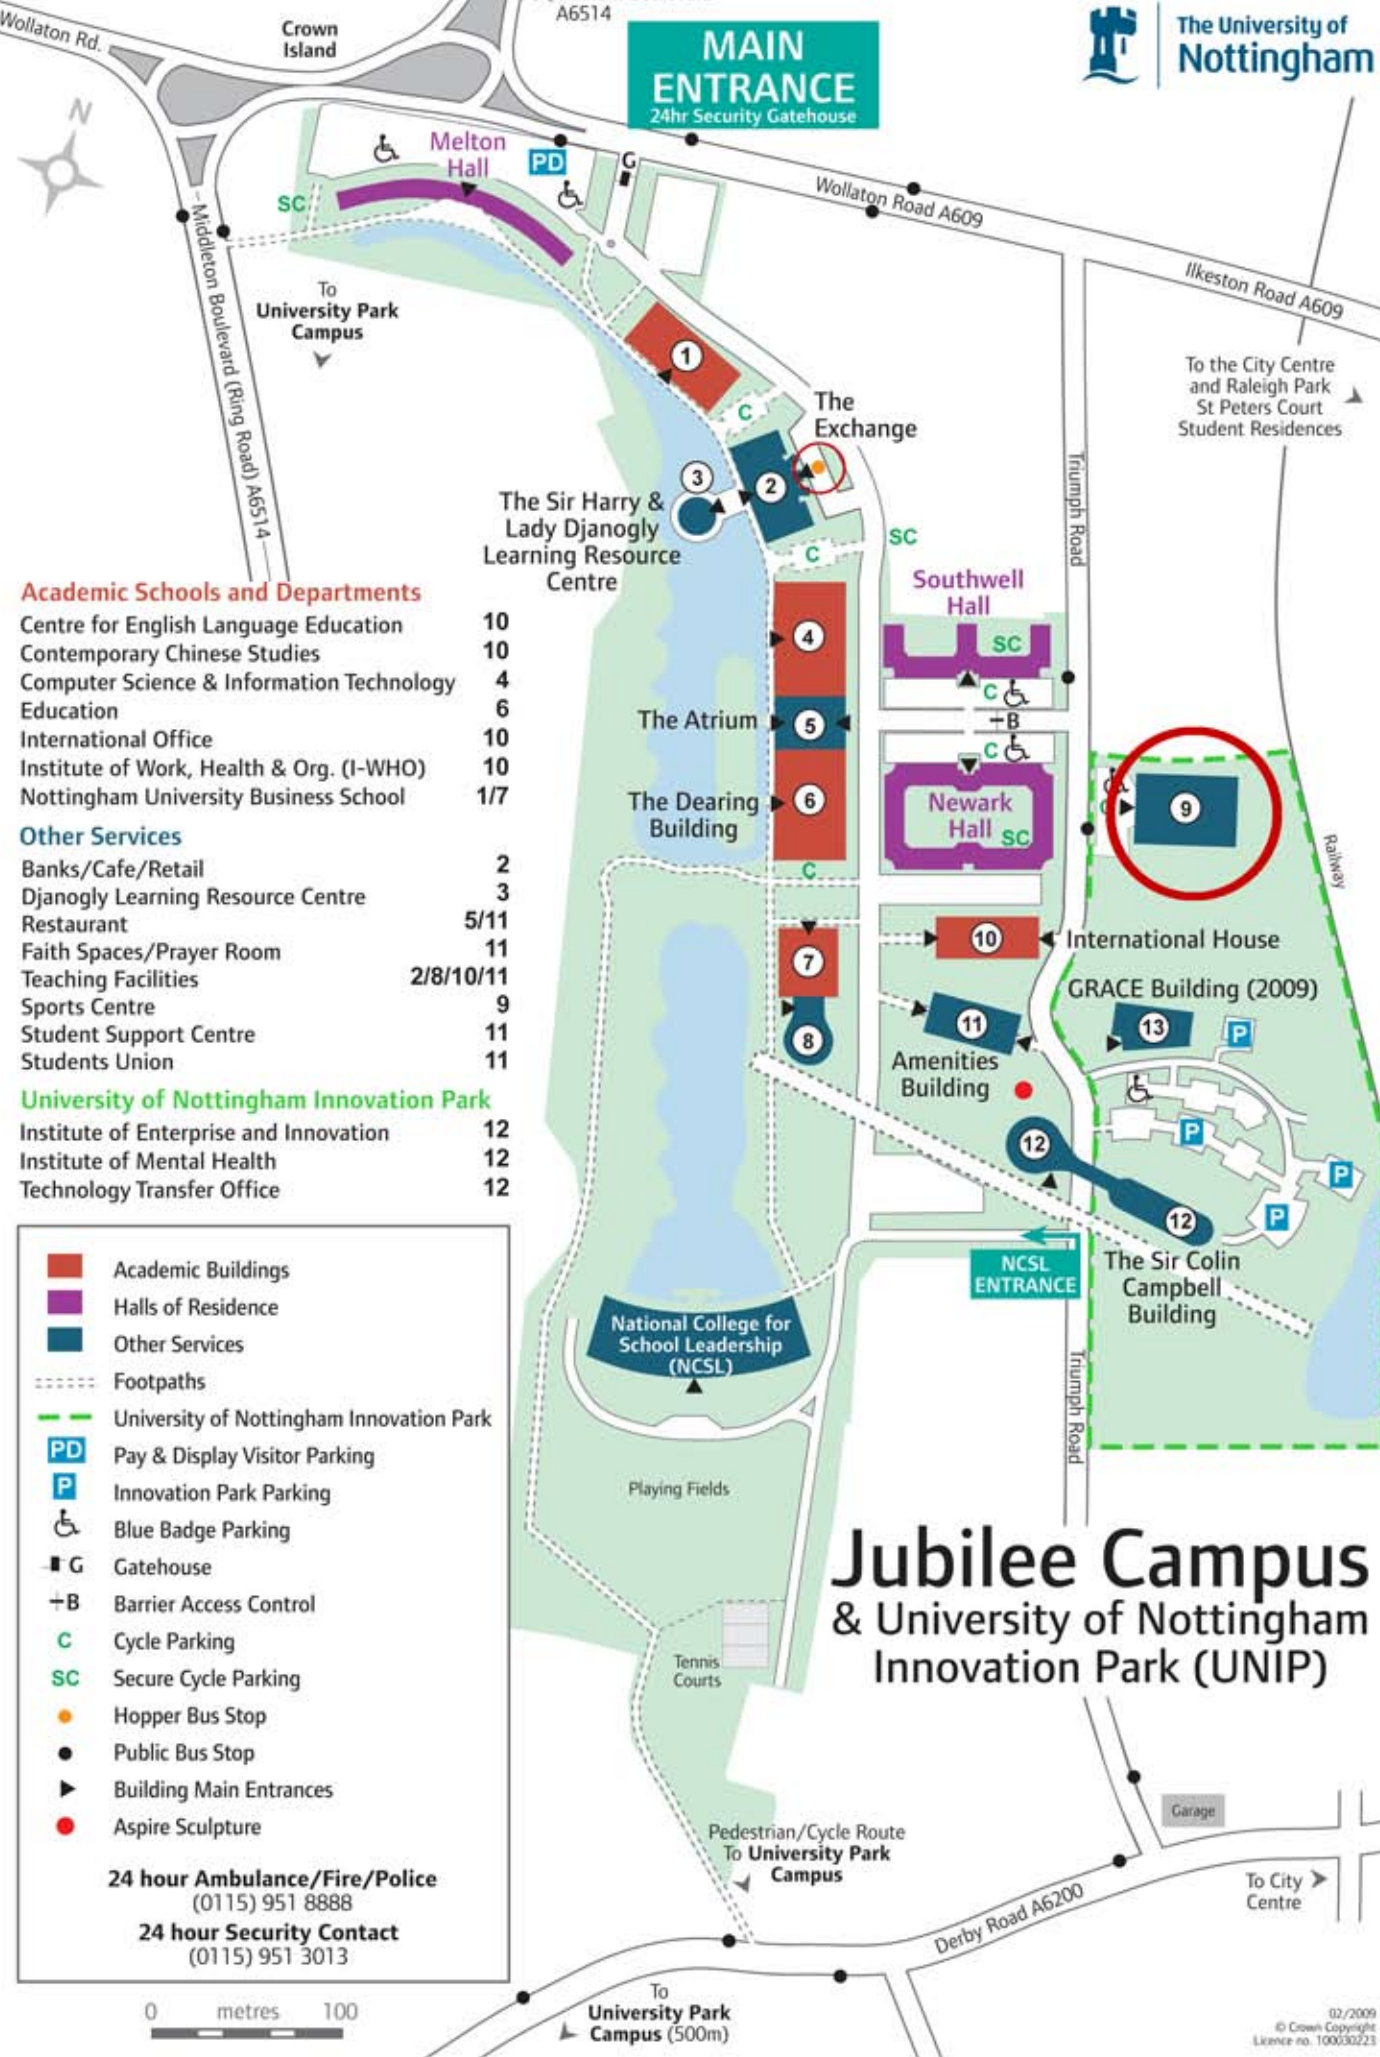 A6514
Wollaton Rd.
Crown
Island
MAIN
ENTRANCE
24hr Security Gatehouse
The University of
Nottingham
N
Melton
Hall
PD
G
SC
Wollaton Road A609
Ilkeston Road A609
Middleton Boulevard (Ring Road) A6514
To
University Park
Campus
1
To the City Centre
and Raleigh Park
St Peters Court
Student Residences
The
Exchange
C
Triumph Road
3
2
The Sir Harry &
Lady Djanogly
Learning Resource
Centre
C
SC
Southwell
Hall
SC
4
C
The Atrium
5
B
C
The Dearing
Building
6
Newark
Hall
SC
C
9
Railway
C
7
10
International House
GRACE Building (2009)
8
11
13
P
Amenities
Building
12
P
P
P
12
NCSL
ENTRANCE
The Sir Colin
Campbell
Building
National College for
School Leadership
(NCSL)
Triumph Road
Playing Fields
Tennis
Courts
Academic Schools and Departments
Centre for English Language Education 10
Contemporary Chinese Studies 10
Computer Science & Information Technology 4
Education 6
International Office 10
Institute of Work, Health & Org. (I-WHO) 10
Nottingham University Business School 1/7
Other Services
Banks/Cafe/Retail 2
Djanogly Learning Resource Centre 3
Restaurant 5/11
Faith Spaces/Prayer Room 11
Teaching Facilities 2/8/10/11
Sports Centre 9
Student Support Centre 11
Students Union 11
University of Nottingham Innovation Park
Institute of Enterprise and Innovation 12
Institute of Mental Health 12
Technology Transfer Office 12
Academic Buildings
Halls of Residence
Other Services
Footpaths
University of Nottingham Innovation Park
PD Pay & Display Visitor Parking
P Innovation Park Parking
Blue Badge Parking
G Gatehouse
B Barrier Access Control
C Cycle Parking
SC Secure Cycle Parking
Hopper Bus Stop
Public Bus Stop
Building Main Entrances
Aspire Sculpture
24 hour Ambulance/Fire/Police
(0115) 951 8888
24 hour Security Contact
(0115) 951 3013
0 metres 100
Jubilee Campus
& University of Nottingham
Innovation Park (UNIP)
Pedestrian/Cycle Route
To University Park
Campus
Garage
To City
Centre
Derby Road A6200
To
University Park
Campus (500m)
02/2009
© Crown Copyright
Licence no. 100030223